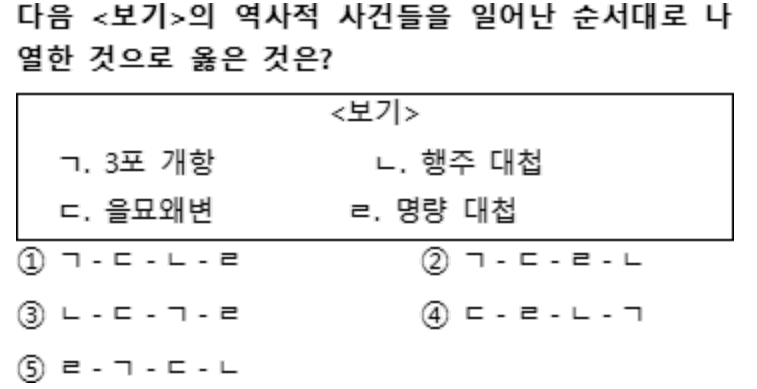 다음 <보기>의 역사적 사건들을 일어난 순서대로 나
열한 것으로 옳은 것은?
<보기>
ㄱ. 3포 개항 ㄴ. 행주 대첩
ㄷ. 을묘왜변 ㄹ. 명량 대첩
① ㄱ - ㄷ - ㄴ - ㄹ ② ㄱ - ㄷ - ㄹ - ㄴ
③ ㄴ - ㄷ - ㄱ - ㄹ ④ ㄷ - ㄹ - ㄴ - ㄱ
⑤ ㄹ - ㄱ - ㄷ - ㄴ